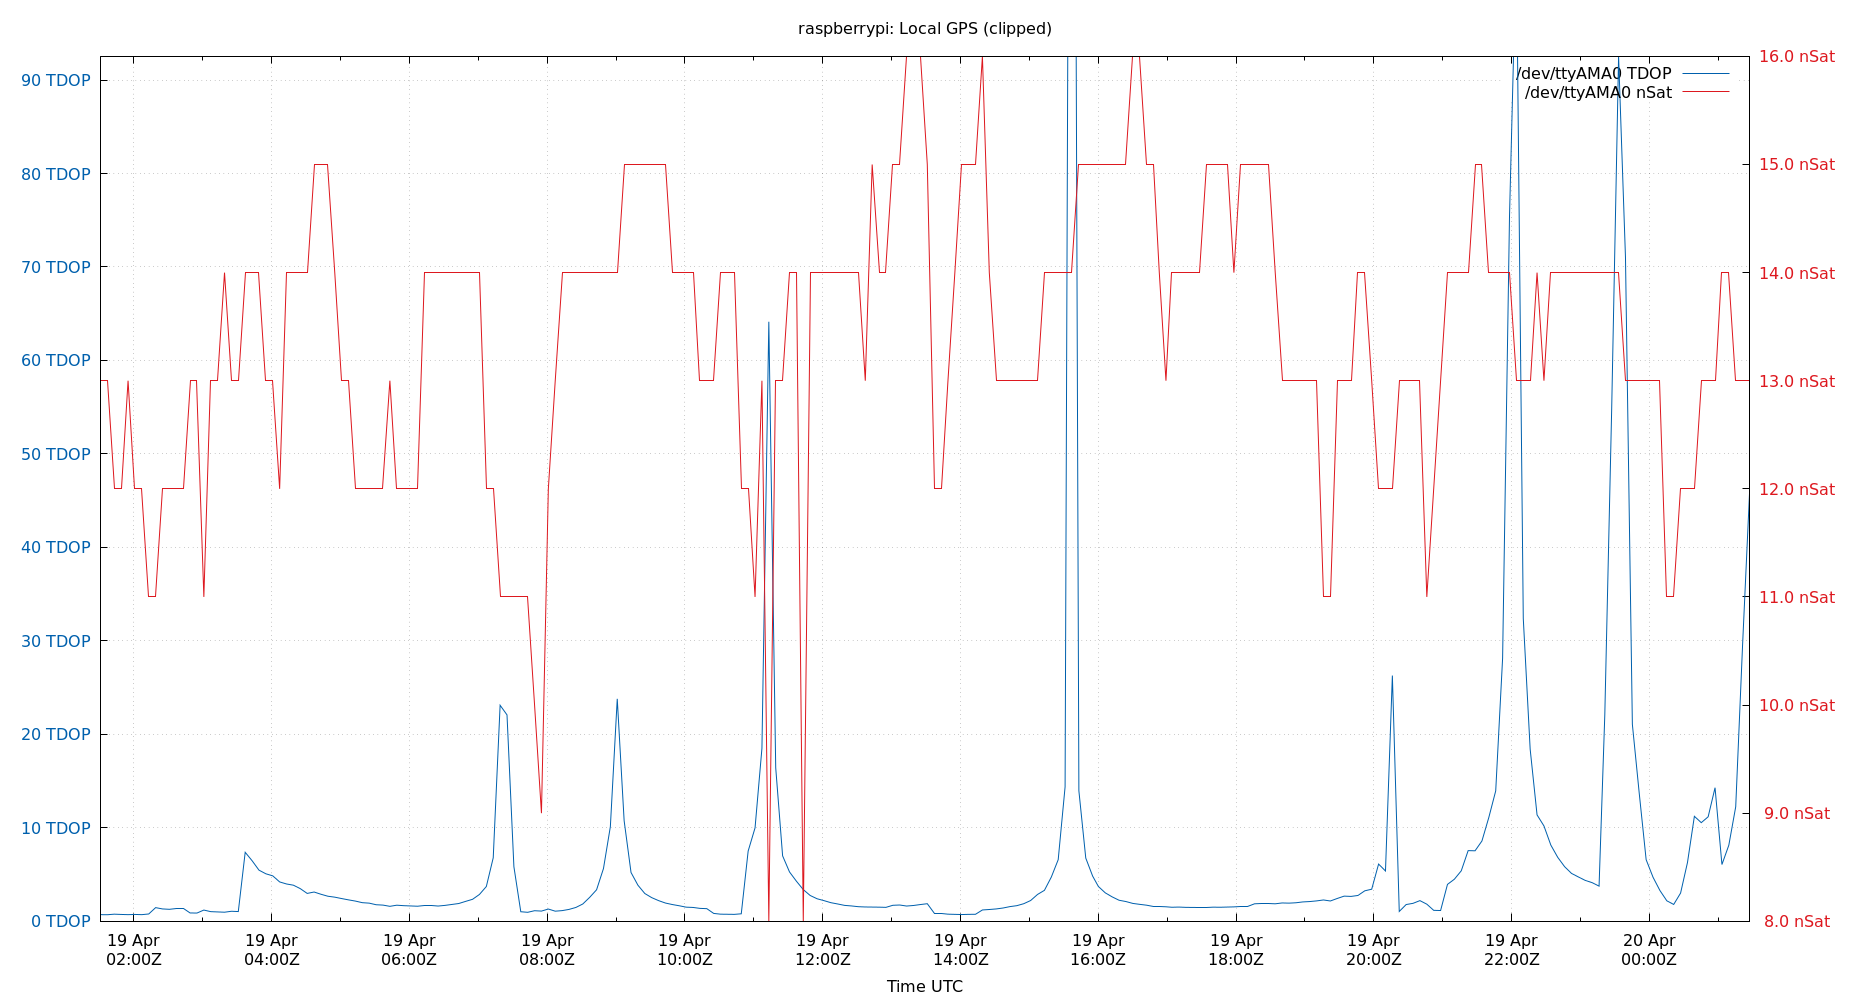 raspberrypi: Local GPS (clipped)
90 TDOP
80 TDOP
70 TDOP
60 TDOP
50 TDOP
40 TDOP
30 TDOP
20 TDOP
10 TDOP
0 TDOP
/dev/ttyAMA0 TDOP
/dev/ttyAMA0 nSat
16.0 nSat
15.0 nSat
14.0 nSat
13.0 nSat
12.0 nSat
11.0 nSat
10.0 nSat
9.0 nSat
8.0 nSat
19 Apr 19 Apr 19 Apr 19 Apr 19 Apr 19 Apr 19 Apr 19 Apr 19 Apr 19 Apr 19 Apr 20 Apr
02:00Z 04:00Z 06:00Z 08:00Z 10:00Z 12:00Z 14:00Z 16:00Z 18:00Z 20:00Z 22:00Z 00:00Z
Time UTC